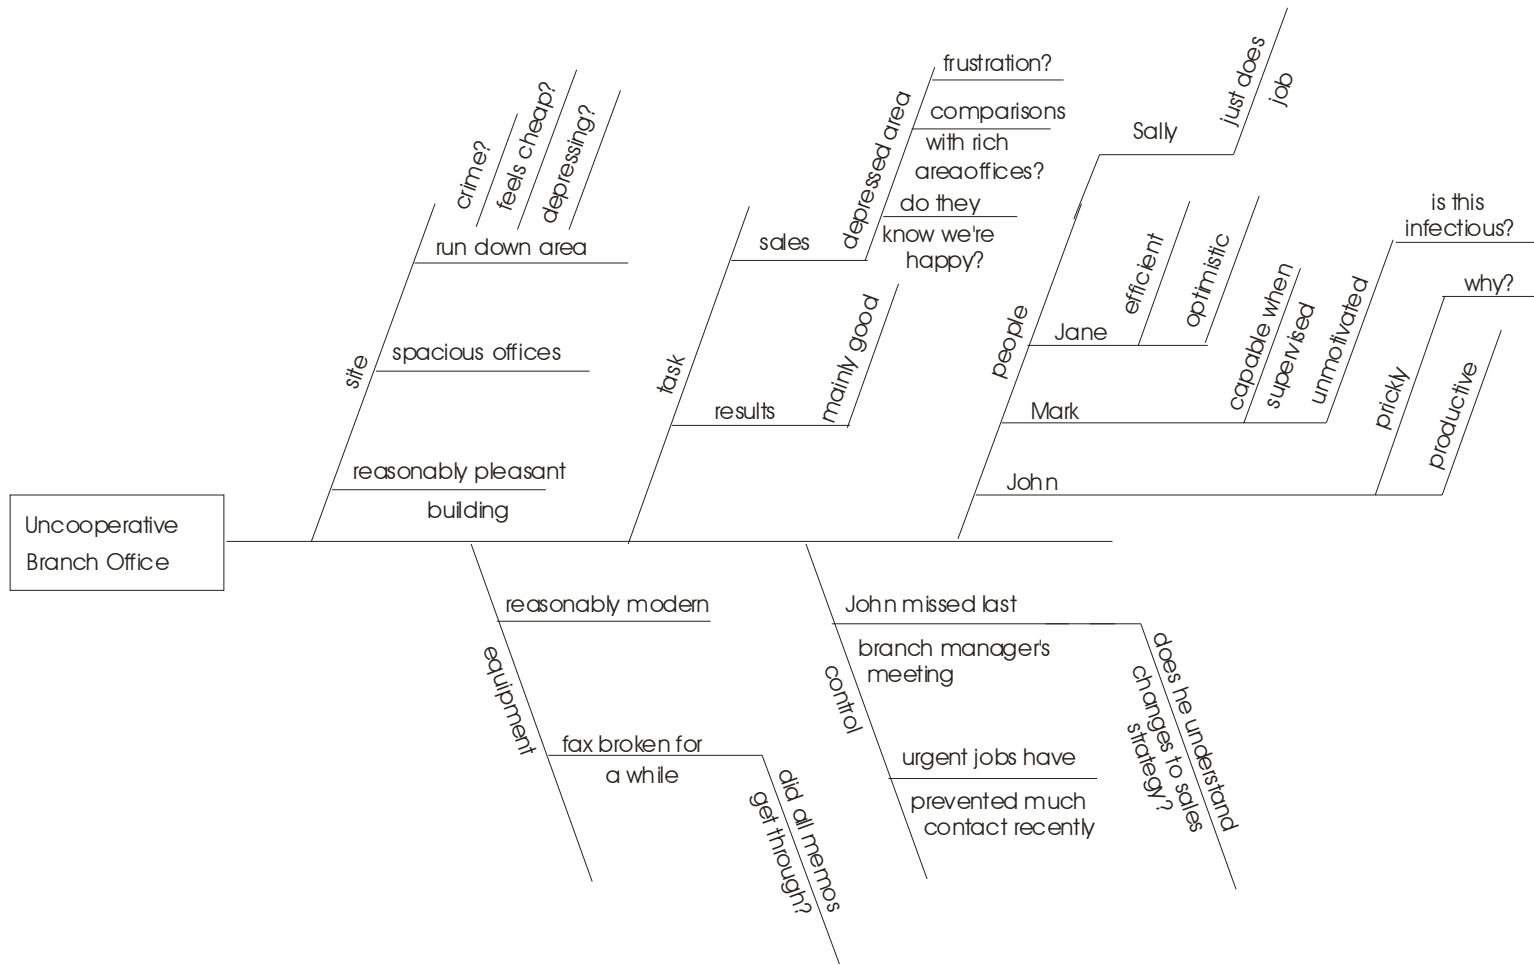 Uncooperative
Branch Office
site
run down area
crime?
feels cheap?
depressing?
spacious offices
reasonably pleasant
building
task
sales
depressed area
frustration?
comparisons
with rich
areaoffices?
do they
know we're
happy?
results
mainly good
people
Sally
just does
job
Jane
efficient
optimistic
Mark
capable when
supervised
unmotivated
is this
infectious?
John
prickly
why?
productive
equipment
reasonably modern
fax broken for
a while
did all memos
get through?
control
John missed last
branch manager's
meeting
does he understand
changes to sales
strategy?
urgent jobs have
prevented much
contact recently